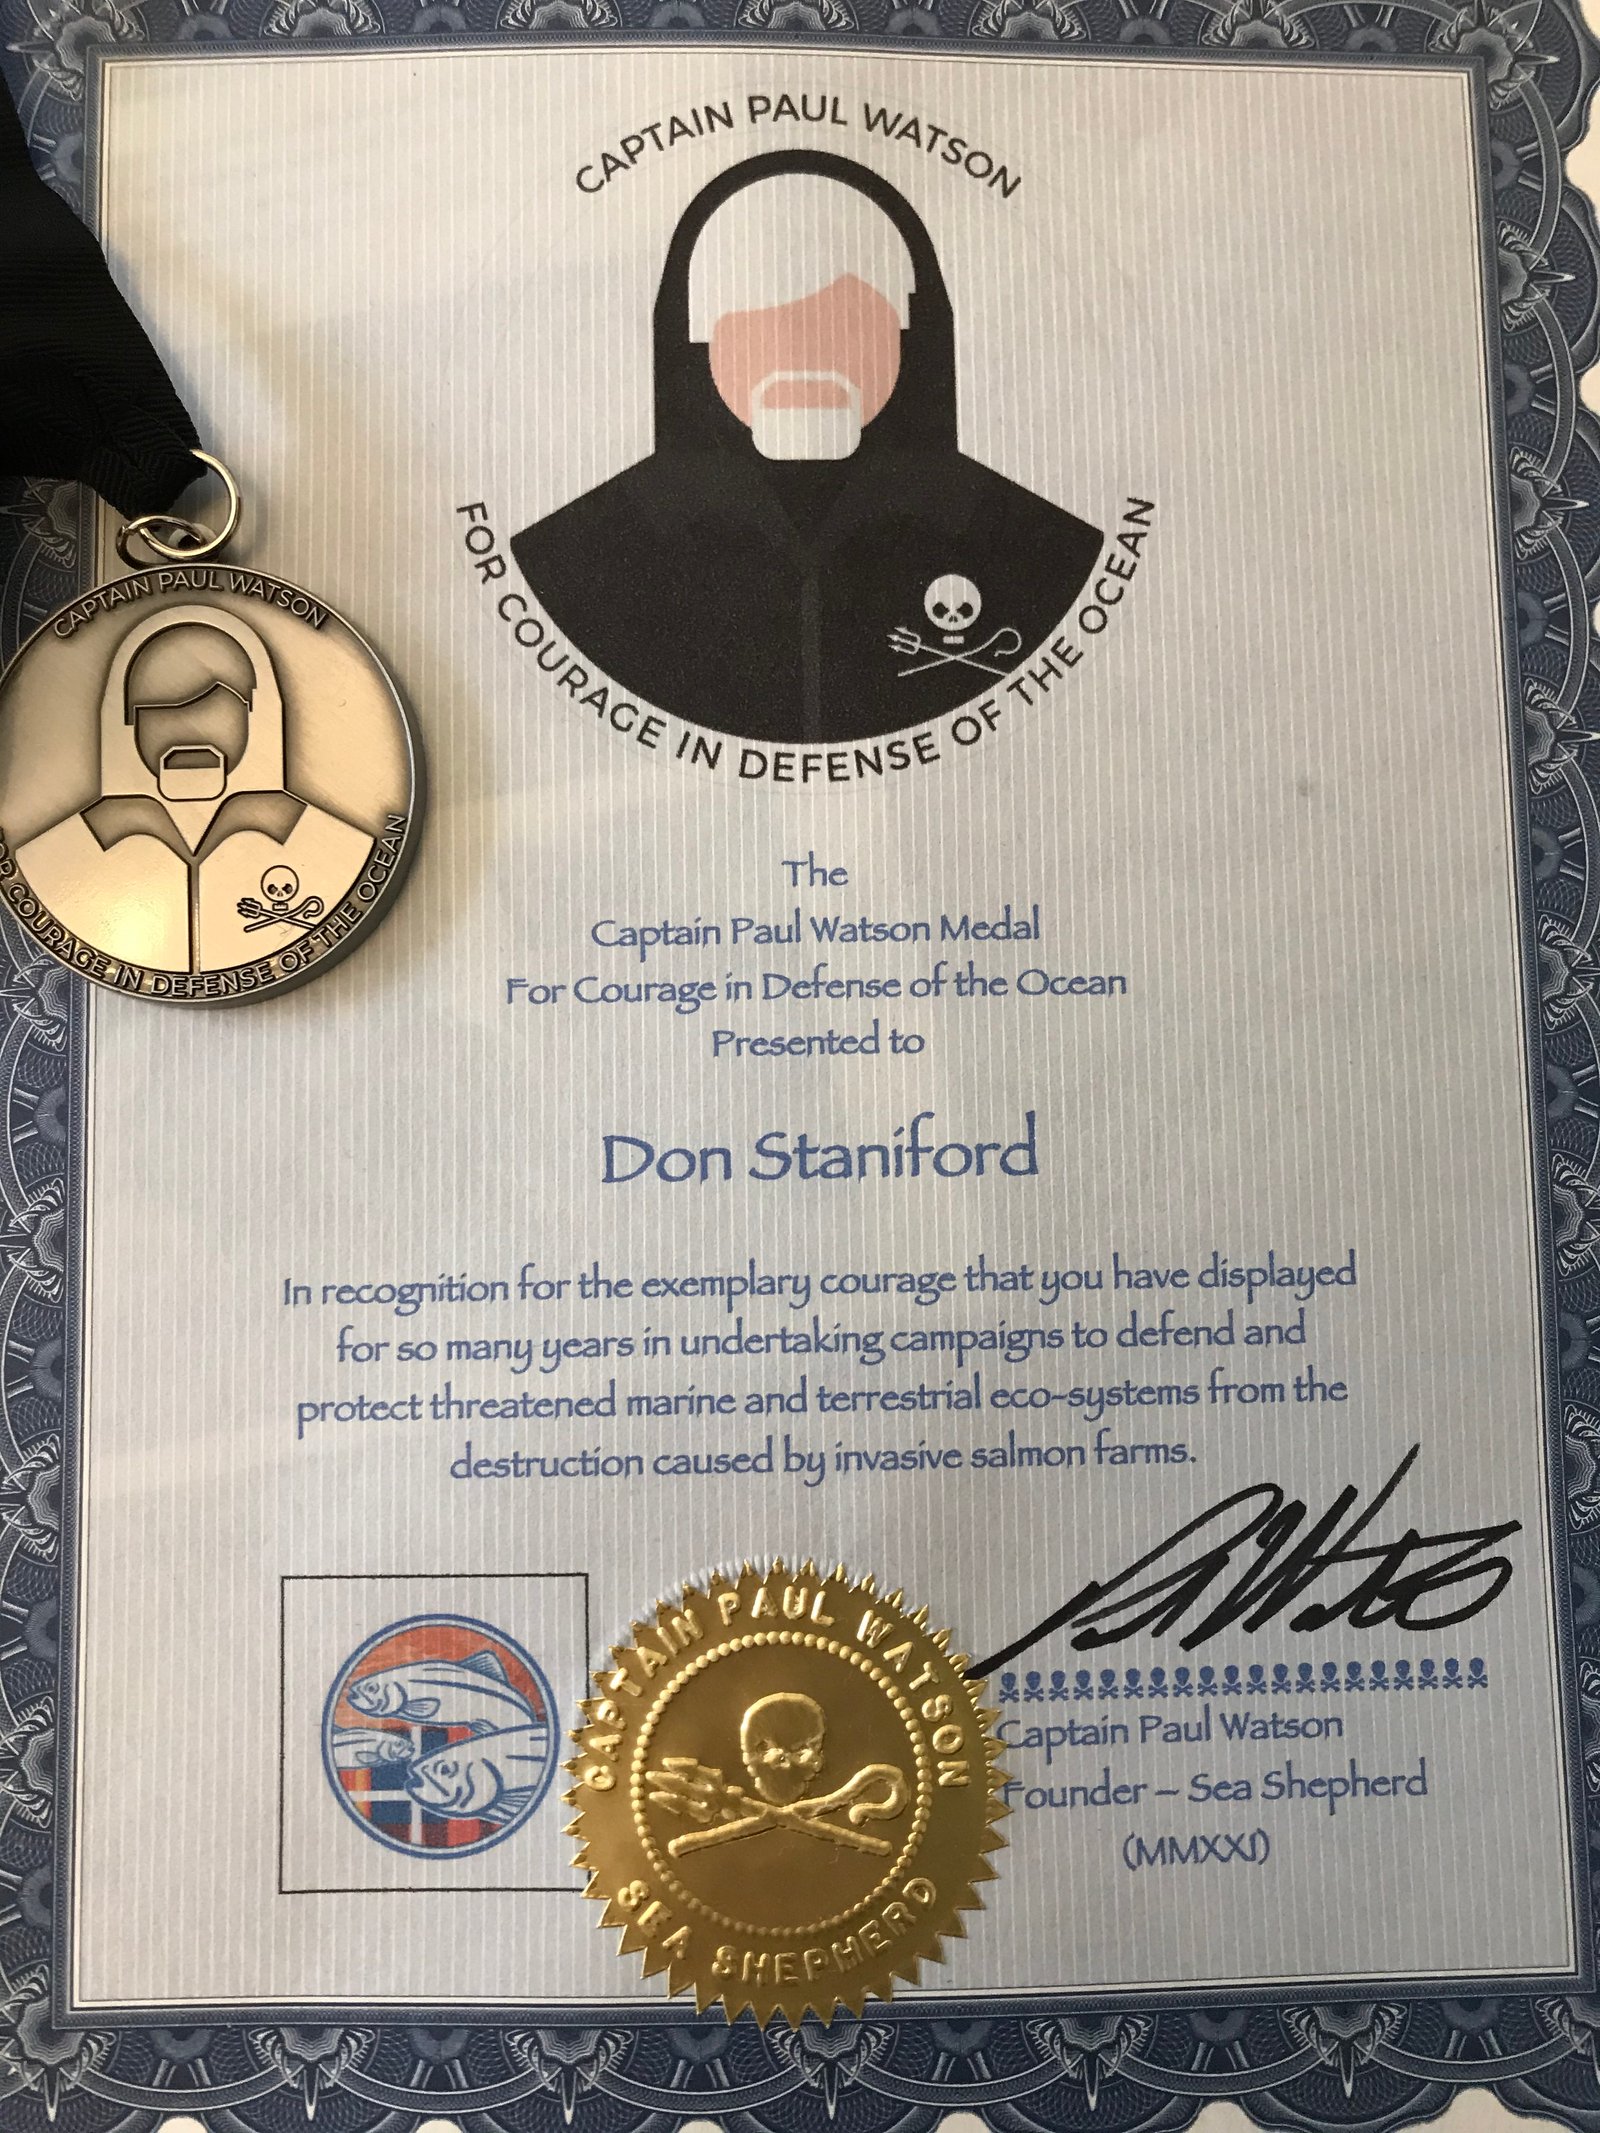 CAPTAIN PAUL WATSON
FOR COURAGE IN DEFENSE OF THE OCEAN
CAPTAIN PAUL WATSON
COURAGE IN DEFENSE OF THE OCEAN
The
Captain Paul Watson Medal
For Courage in Defense of the Ocean
Presented to
Don Staniford
In recognition for the exemplary courage that you have displayed
for so many years in undertaking campaigns to defend and
protect threatened marine and terrestrial eco-systems from the
destruction caused by invasive salmon farms.
CAPTAIN PAUL WATSON
SEA SHEPHERD
Captain Paul Watson
Founder – Sea Shepherd
(MMXXI)